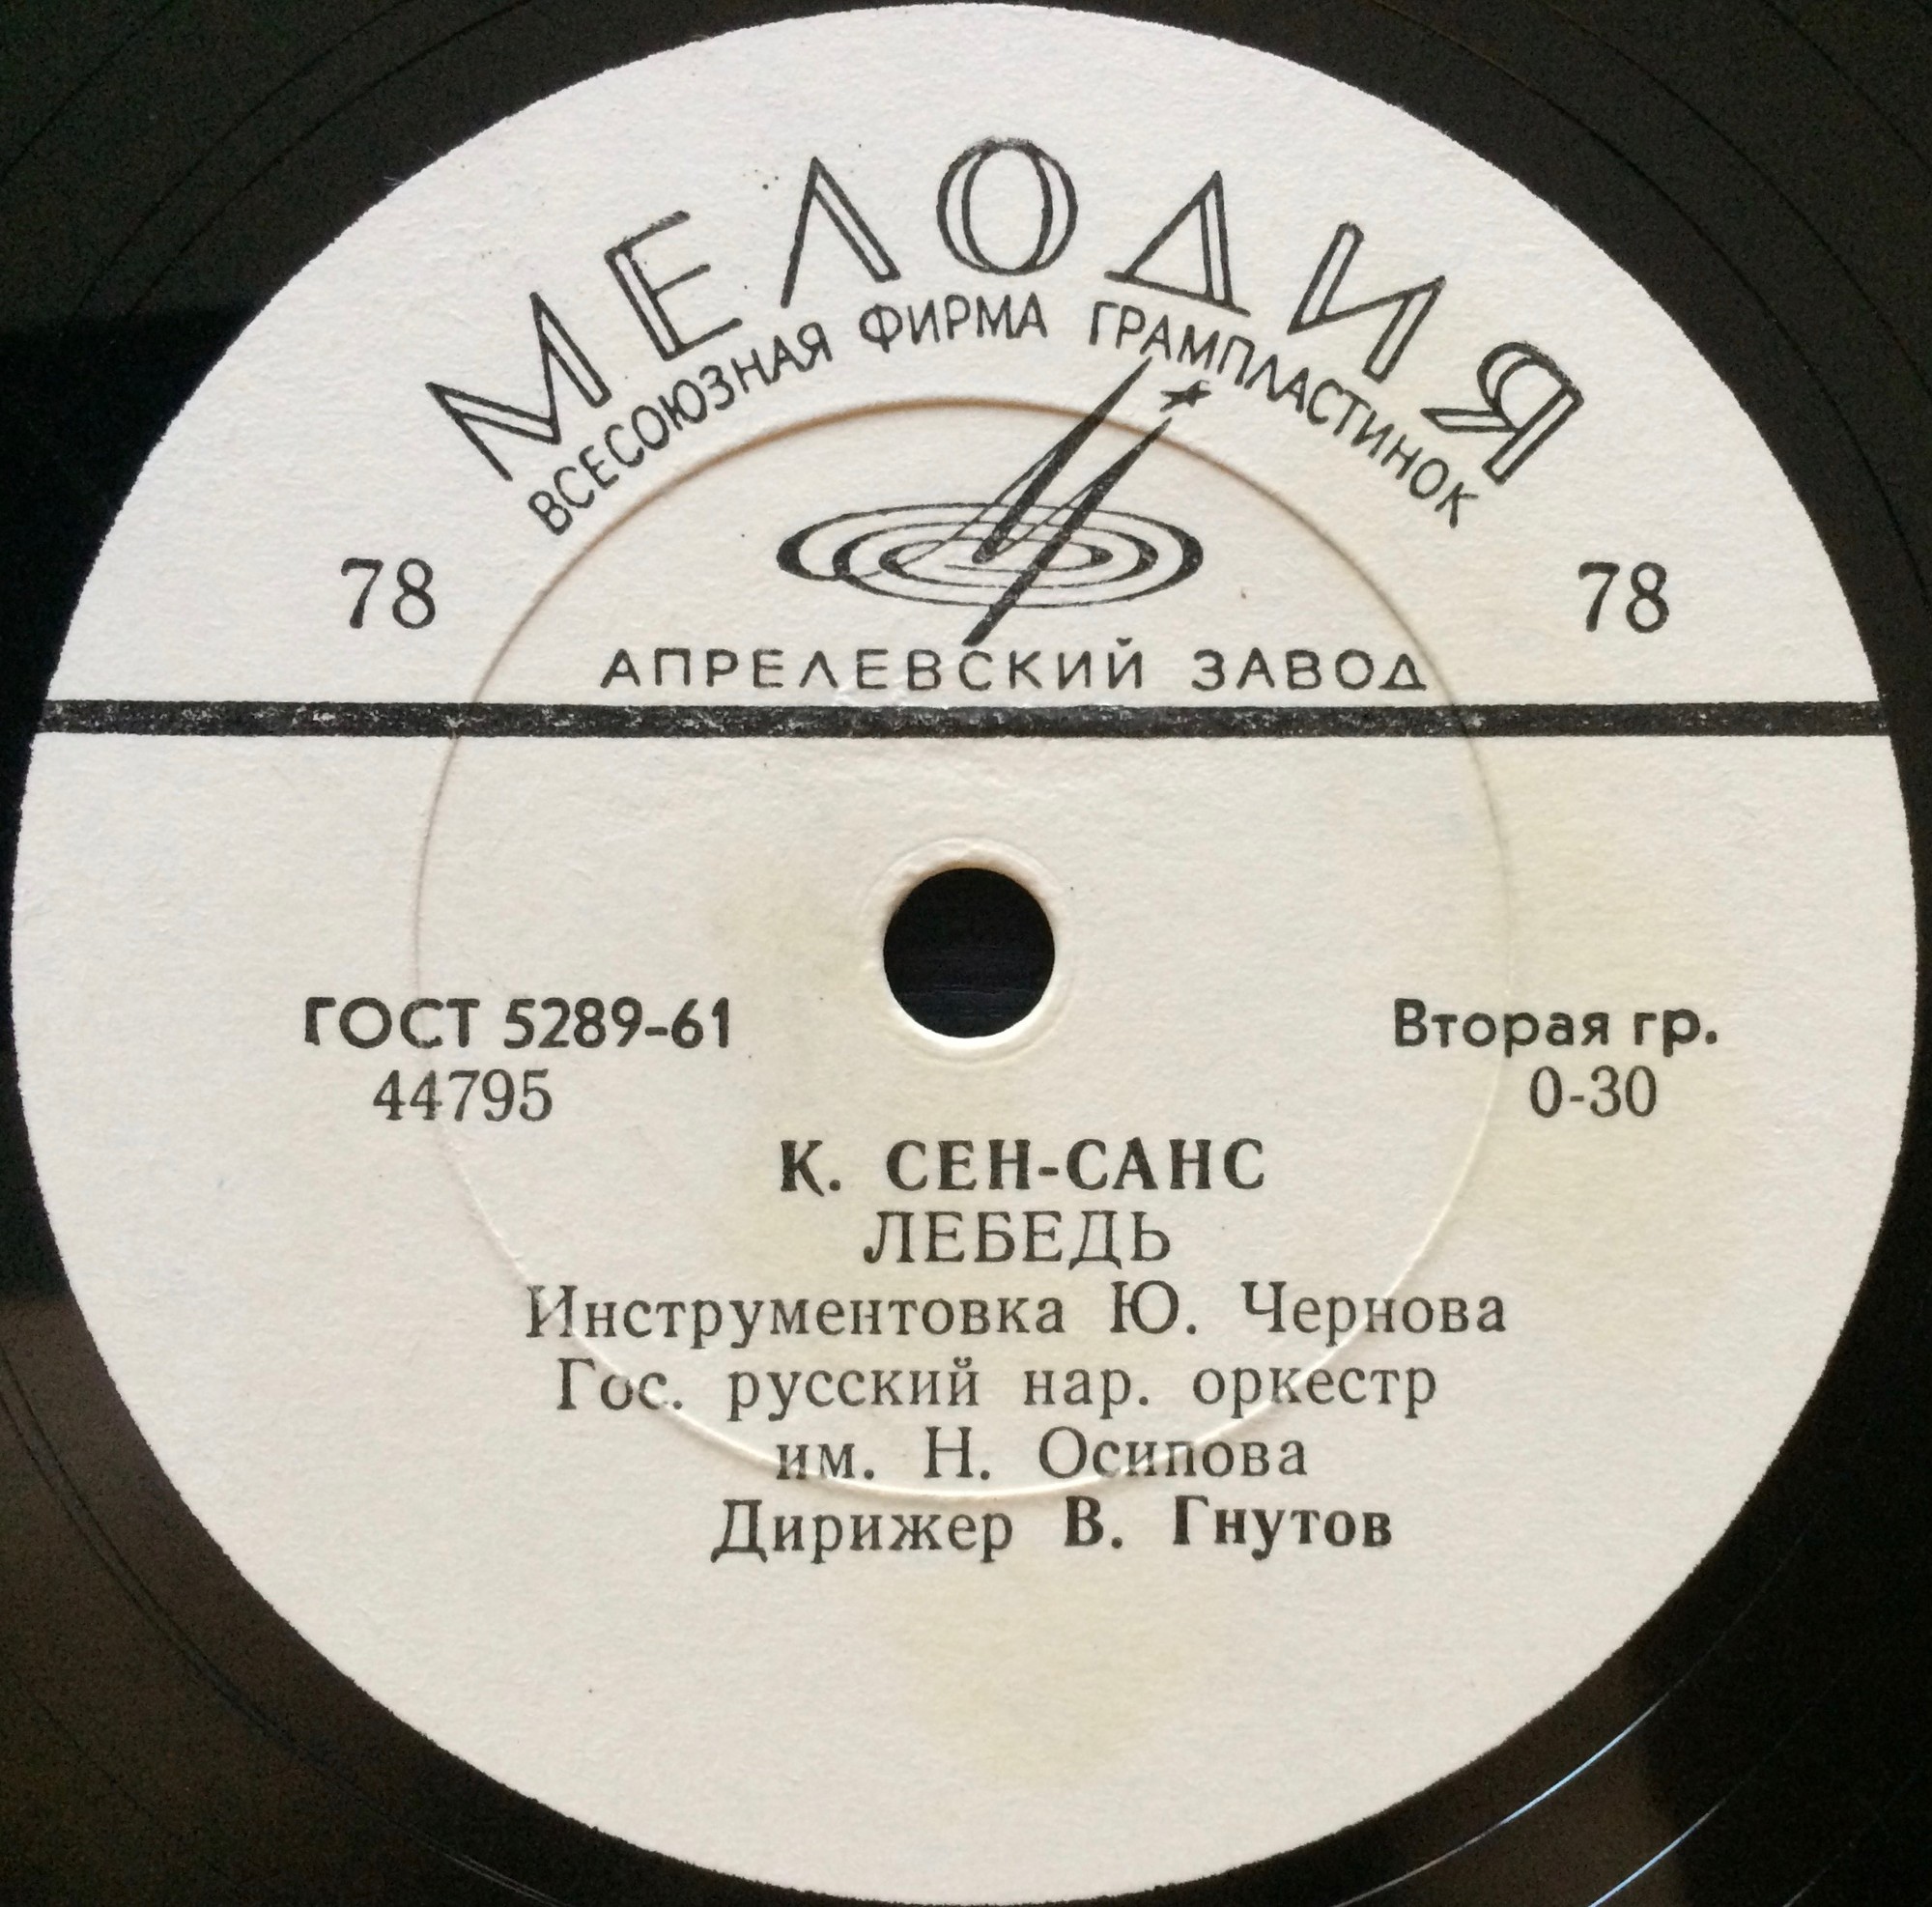 МЕЛОДИЯ
ВСЕСОЮЗНАЯ ФИРМА ГРАМПЛАСТИНОК
78 78
АПРЕЛЕВСКИЙ ЗАВОД
ГОСТ 5289-61 Вторая гр.
44795 0-30
К. СЕН-САНС
ЛЕБЕДЬ
Инструментовка Ю. Чернова
Гос. русский нар. оркестр
им. Н. Осипова
Дирижер В. Гнутов